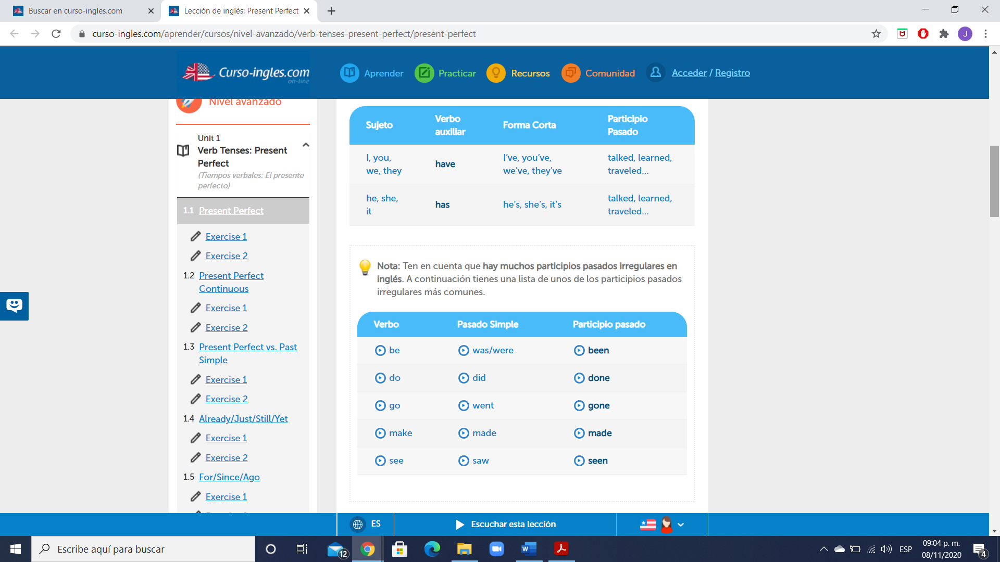 Buscar en curso-ingles.com
Lección de inglés: Present Perfect
curso-ingles.com/aprender/cursos/nivel-avanzado/verb-tenses-present-perfect/present-perfect
J
Curso-ingles.com
on-line
Aprender
Practicar
Recursos
Comunidad
Acceder / Registro
Nivel avanzado
Unit 1
Verb Tenses: Present
Perfect
(Tiempos verbales: El presente
perfecto)
1.1 Present Perfect
Exercise 1
Exercise 2
1.2 Present Perfect
Continuous
Exercise 1
Exercise 2
1.3 Present Perfect vs. Past
Simple
Exercise 1
Exercise 2
1.4 Already/Just/Still/Yet
Exercise 1
Exercise 2
1.5 For/Since/Ago
Exercise 1
Sujeto
Verbo
auxiliar
Forma Corta
Participio
Pasado
I, you,
we, they
have
I’ve, you’ve,
we’ve, they’ve
talked, learned,
traveled...
he, she,
it
has
he’s, she’s, it’s
talked, learned,
traveled...
Nota: Ten en cuenta que hay muchos participios pasados irregulares en
inglés. A continuación tienes una lista de unos de los participios pasados
irregulares más comunes.
Verbo Pasado Simple Participio pasado
be was/were been
do did done
go went gone
make made made
see saw seen
ES
Escuchar esta lección
Escribe aquí para buscar
12
W
ESP
09:04 p. m.
08/11/2020
4